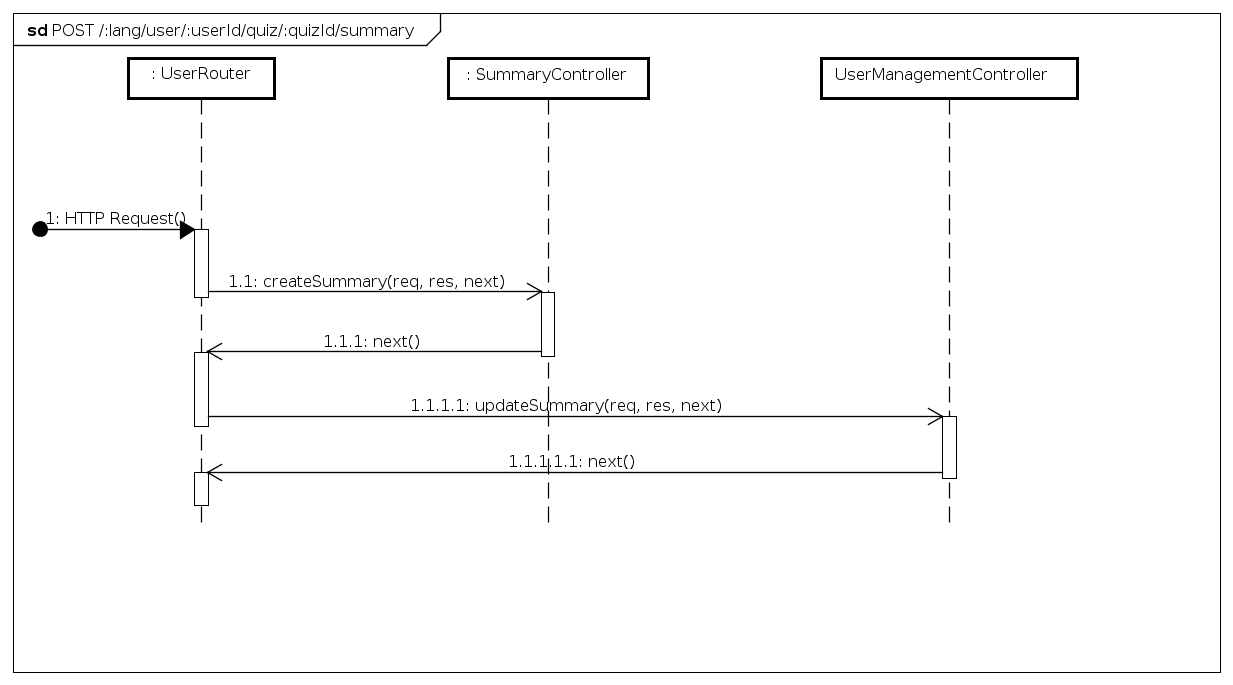 sd POST /:lang/user/:userId/quiz/:quizId/summary
: UserRouter
: SummaryController
UserManagementController
1: HTTP Request()
1.1: createSummary(req, res, next)
1.1.1: next()
1.1.1.1: updateSummary(req, res, next)
1.1.1.1.1: next()